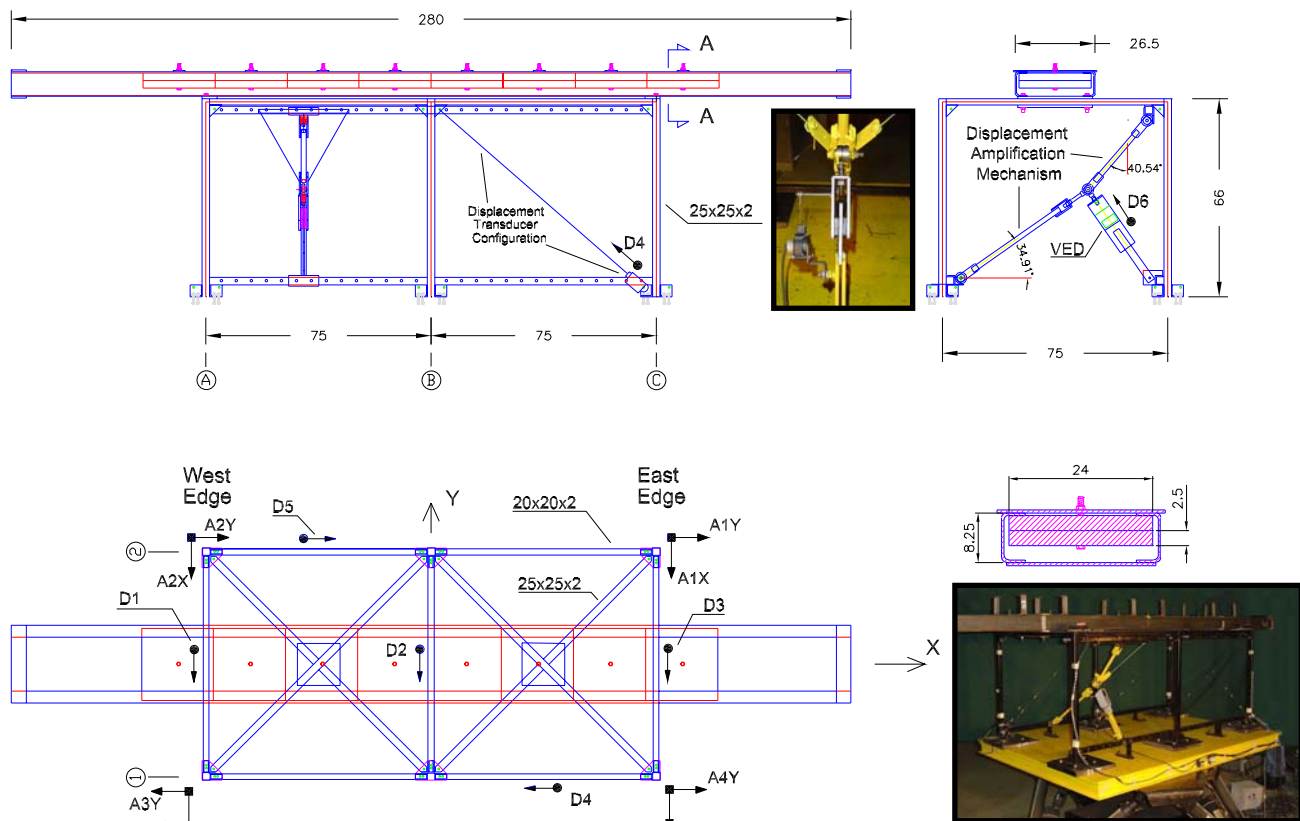 280
A
A
26.5
Displacement
Amplification
Mechanism
40.54°
D6
VED
34.91°
66
75
Displacement
Transducer
Configuration
D4
25x25x2
75
75
A
B
C
West
Edge
East
Edge
Y
X
D5
20x20x2
A2Y
A1Y
2
A2X
A1X
25x25x2
D1
D2
D3
1
A3Y
D4
A4Y
24
2.5
8.25